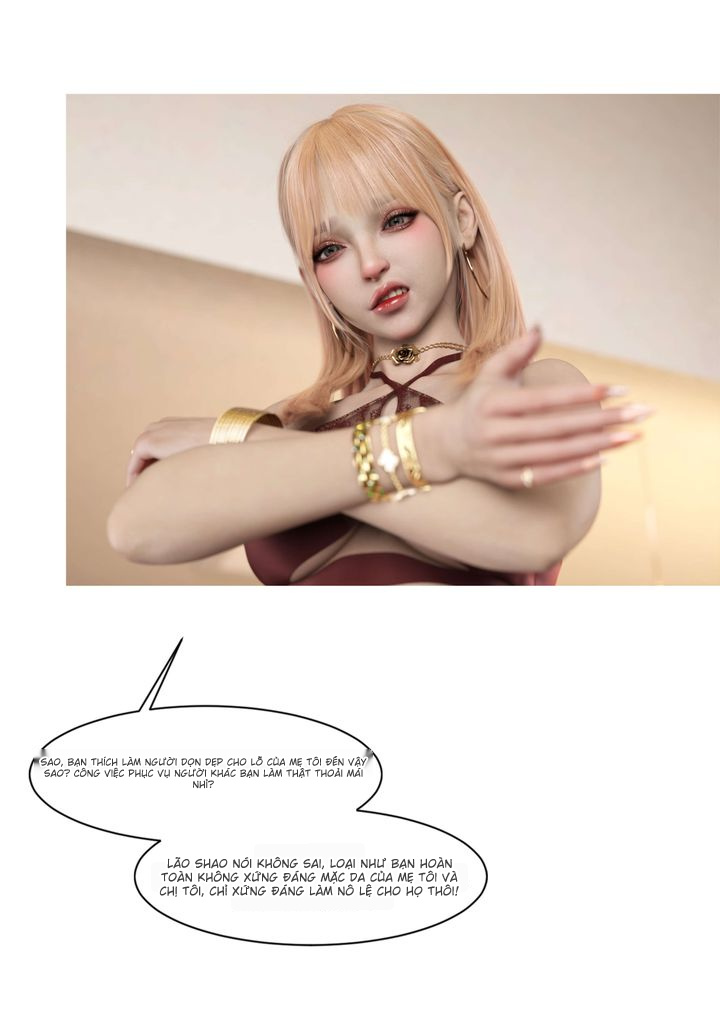 SAO, BẠN THÍCH LÀM NGƯỜI DỌN DẸP CHO LỖ CỦA MẸ TÔI ĐẾN VẬY
SAO? CÔNG VIỆC PHỤC VỤ NGƯỜI KHÁC BẠN LÀM THẬT THOẢI MÁI
NHỈ?
LÃO SHAO NÓI KHÔNG SAI, LOẠI NHƯ BẠN HOÀN
TOÀN KHÔNG XỨNG ĐÁNG MẶC DA CỦA MẸ TÔI VÀ
CHỊ TÔI, CHỈ XỨNG ĐÁNG LÀM NÔ LỆ CHO HỌ THÔI!